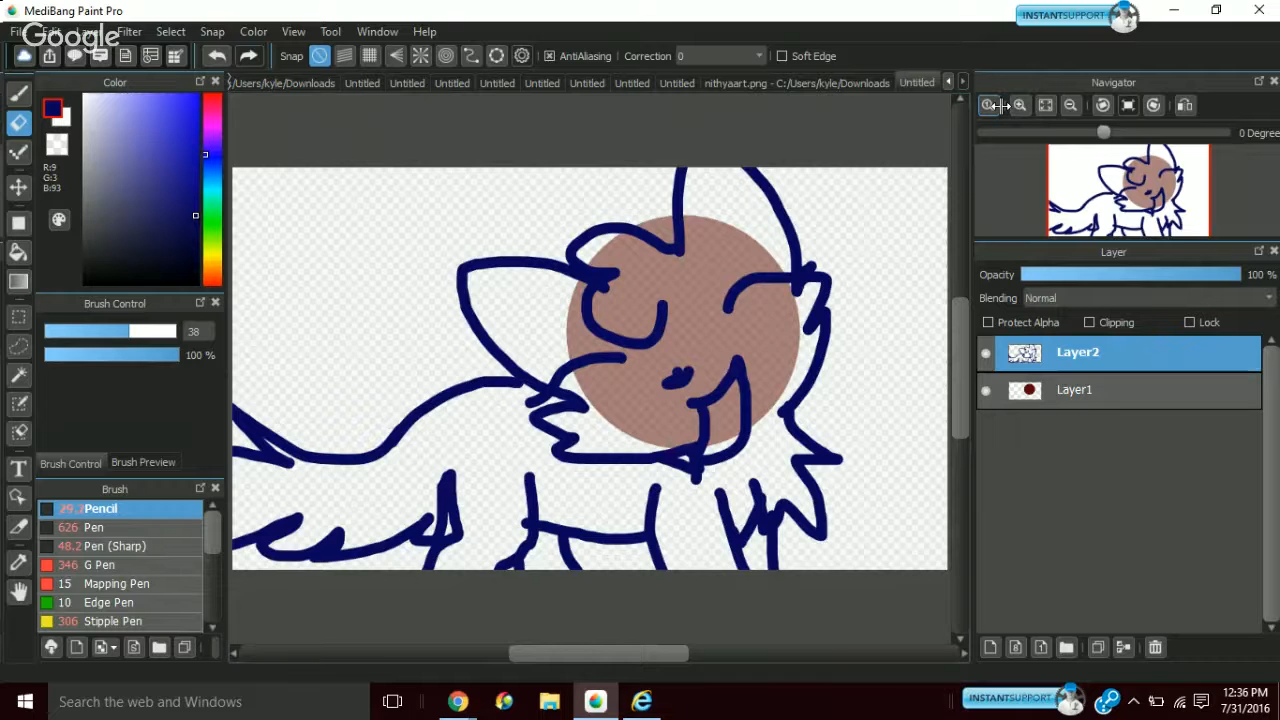 MediBang Paint Pro
INSTANTSUPPORT
Google
File Filter Select Snap Color View Tool Window Help
Snap AntiAliasing Correction 0 Soft Edge
Color
/Users/kyle/Downloads Untitled Untitled Untitled Untitled Untitled Untitled nithyaart.png - C:/Users/kyle/Downloads Untitled
Navigator
0 Degree
R:9
G:3
B:93
Brush Control
38
100 %
Brush Control Brush Preview
Brush
29.2 Pencil
626 Pen
48.2 Pen (Sharp)
346 G Pen
15 Mapping Pen
10 Edge Pen
306 Stipple Pen
Layer
Opacity 100 %
Blending Normal
Protect Alpha Clipping Lock
Layer2
Layer1
Search the web and Windows
INSTANTSUPPORT
12:36 PM
7/31/2016